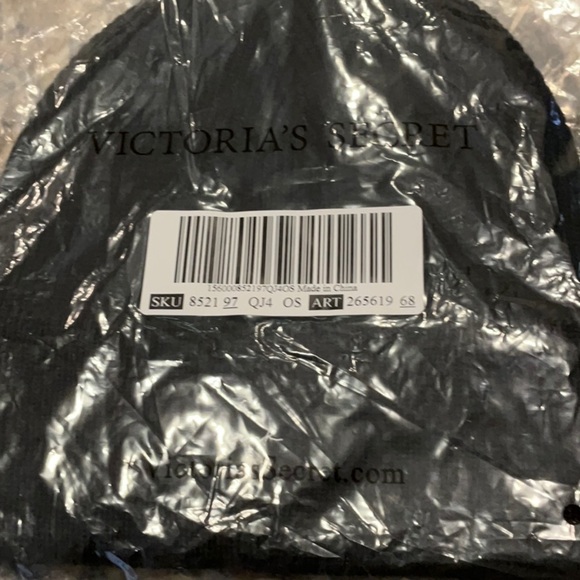 VICTORIA'S SECRET
156000852197QJ4OS Made in China
SKU 8521 97 QJ4 OS ART 265619 68
VictoriasSecret.com